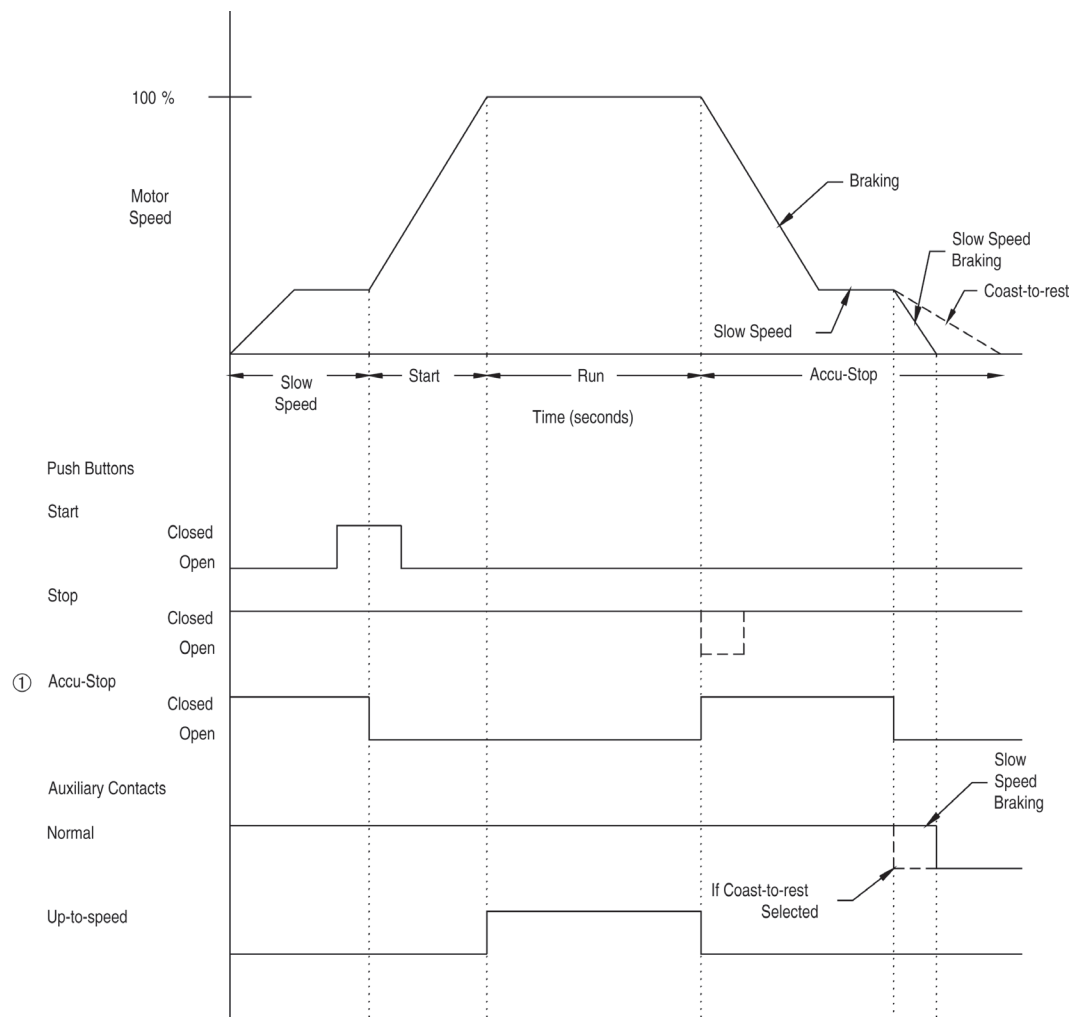 100 %
Motor
Speed
Braking
Slow Speed
Braking
Coast-to-rest
Slow Speed
Slow
Speed
Start
Run
Accu-Stop
Time (seconds)
Push Buttons
Start
Closed
Open
Stop
Closed
Open
① Accu-Stop
Closed
Open
Auxiliary Contacts
Slow
Speed
Braking
Normal
If Coast-to-rest
Selected
Up-to-speed